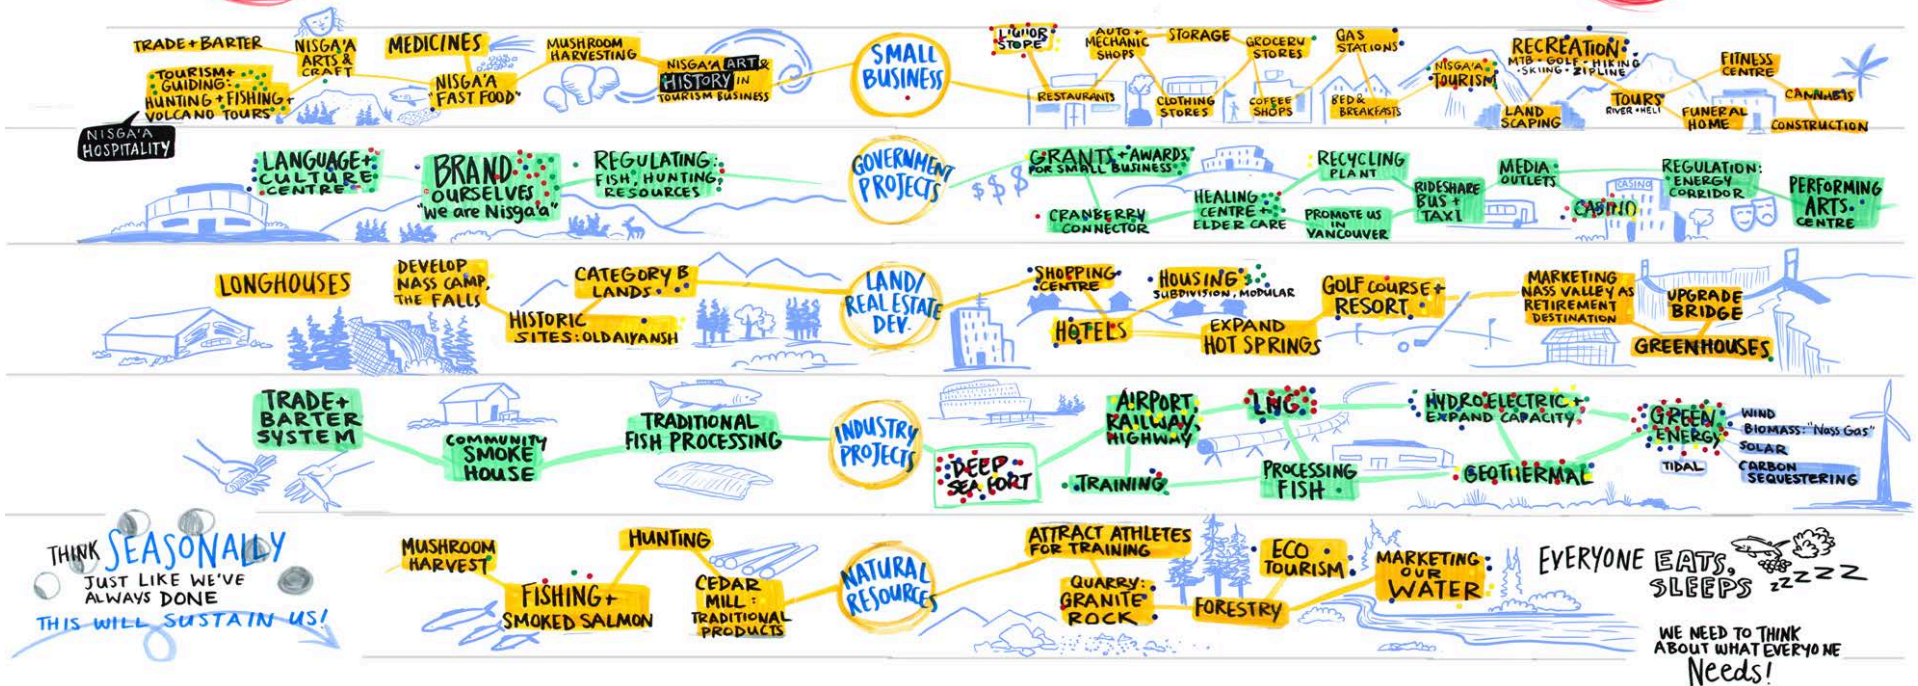 TRADE + BARTER
NISGA'A
ARTS &
CRAFT
MEDICINES
MUSHROOM
HARVESTING
NISGA'A ART &
HISTORY IN
TOURISM BUSINESS
TOURISM +
GUIDING:
HUNTING + FISHING +
VOLCANO TOURS
NISGA'A
"FAST FOOD"
NISGA'A
HOSPITALITY
SMALL
BUSINESS
LIQUOR
STORE
AUTO +
MECHANIC
SHOPS
STORAGE
GROCERY
STORES
GAS
STATIONS
RESTAURANTS
CLOTHING
STORES
COFFEE
SHOPS
BED &
BREAKFASTS
NISGA'A
TOURISM
RECREATION
MTB • GOLF • HIKING
• SKIING • ZIPLINE
LAND
SCAPING
TOURS
RIVER • HELI
FITNESS
CENTRE
FUNERAL
HOME
CANNABIS
CONSTRUCTION
LANGUAGE +
CULTURE
CENTRE
BRAND
OURSELVES
"We are Nisga'a"
REGULATING:
FISH, HUNTING,
RESOURCES
GOVERNMENT
PROJECTS
$ $ $
GRANTS + AWARDS
FOR SMALL BUSINESS
CRANBERRY
CONNECTOR
HEALING
CENTRE +
ELDER CARE
RECYCLING
PLANT
PROMOTE US
IN
VANCOUVER
RIDESHARE
BUS +
TAXI
MEDIA
OUTLETS
CASINO
CASINO
REGULATION:
ENERGY
CORRIDOR
PERFORMING
ARTS
CENTRE
LONGHOUSES
DEVELOP
NASS CAMP,
THE FALLS
HISTORIC
SITES: OLD AIYANSH
CATEGORY B
LANDS
LAND/
REAL ESTATE
DEV.
SHOPPING
CENTRE
HOTELS
HOUSING
SUBDIVISION, MODULAR
EXPAND
HOT SPRINGS
GOLF COURSE +
RESORT
MARKETING
NASS VALLEY AS
RETIREMENT
DESTINATION
UPGRADE
BRIDGE
GREENHOUSES
TRADE +
BARTER
SYSTEM
COMMUNITY
SMOKE
HOUSE
TRADITIONAL
FISH PROCESSING
INDUSTRY
PROJECTS
DEEP
SEA PORT
AIRPORT,
RAILWAY,
HIGHWAY
TRAINING
LNG
PROCESSING
FISH
HYDRO ELECTRIC +
EXPAND CAPACITY
GEOTHERMAL
GREEN
ENERGY
WIND
BIOMASS: "Nass Gas"
SOLAR
TIDAL
CARBON
SEQUESTERING
THINK SEASONALLY
JUST LIKE WE'VE
ALWAYS DONE
THIS WILL SUSTAIN US!
MUSHROOM
HARVEST
FISHING +
SMOKED SALMON
HUNTING
CEDAR
MILL:
TRADITIONAL
PRODUCTS
NATURAL
RESOURCES
ATTRACT ATHLETES
FOR TRAINING
QUARRY:
GRANITE
ROCK
FORESTRY
ECO
TOURISM
MARKETING
OUR
WATER
EVERYONE EATS,
SLEEPS zzzzz
WE NEED TO THINK
ABOUT WHAT EVERYONE
Needs!